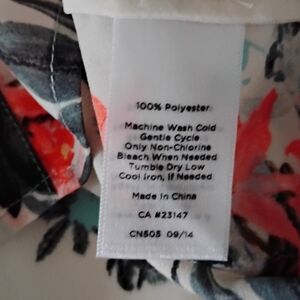 100% Polyester
Machine Wash Cold
Gentle Cycle
Only Non-Chlorine
Bleach When Needed
Tumble Dry Low
Cool Iron, If Needed
Made In China
CA #23147
CN505 09/14